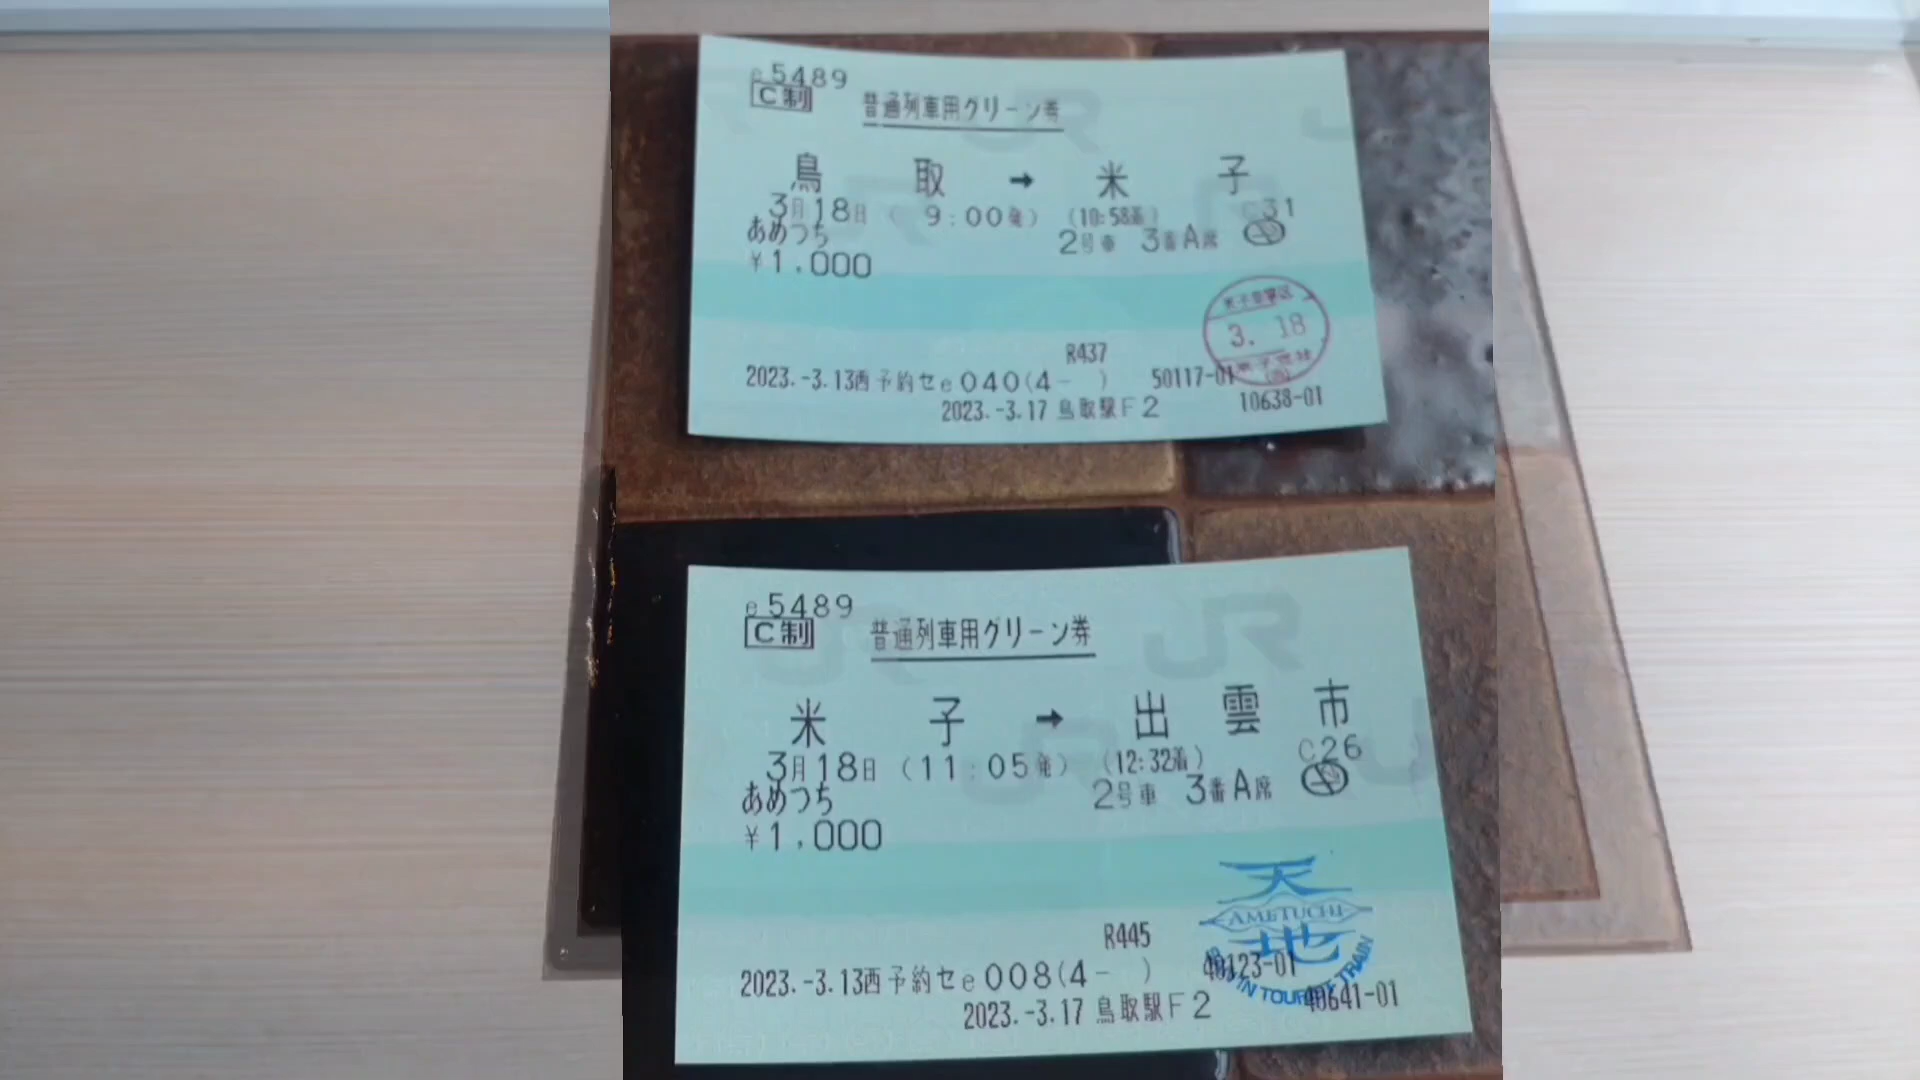 e5489
C制 普通列車用グリーン券
鳥取 → 米子
3月18日 ( 9:00発) (10:58着) C31
あめつち 2号車 3番A席
¥1,000
3. 18
R437
2023.-3.13西予約セe040(4- ) 50117-01
2023.-3.17 鳥取駅F2 10638-01
e5489
C制 普通列車用グリーン券
米子 → 出雲市
3月18日 (11:05発) (12:32着) C26
あめつち 2号車 3番A席
¥1,000
天
AMETUCHI
地
R445
2023.-3.13西予約セe008(4- ) 40123-01
2023.-3.17 鳥取駅F2 40641-01